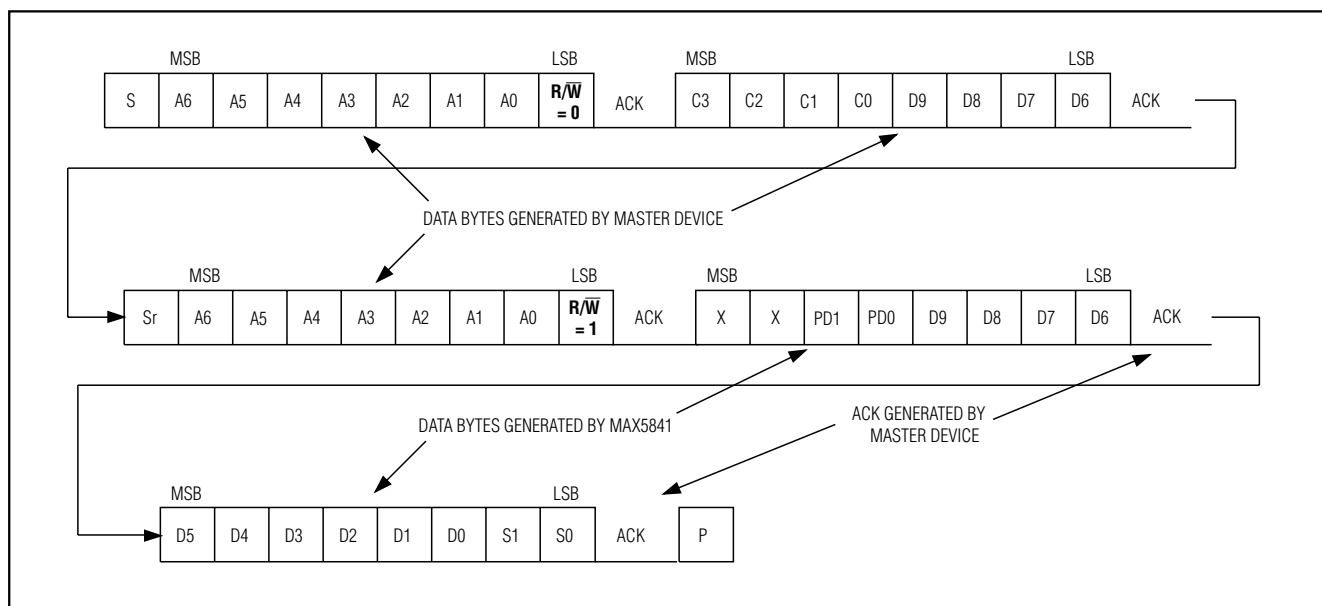 MSB LSB MSB LSB
S A6 A5 A4 A3 A2 A1 A0 R/W̅ = 0 ACK C3 C2 C1 C0 D9 D8 D7 D6 ACK
DATA BYTES GENERATED BY MASTER DEVICE
MSB LSB MSB LSB
Sr A6 A5 A4 A3 A2 A1 A0 R/W̅ = 1 ACK X X PD1 PD0 D9 D8 D7 D6 ACK
DATA BYTES GENERATED BY MAX5841
ACK GENERATED BY
MASTER DEVICE
MSB LSB
D5 D4 D3 D2 D1 D0 S1 S0 ACK P